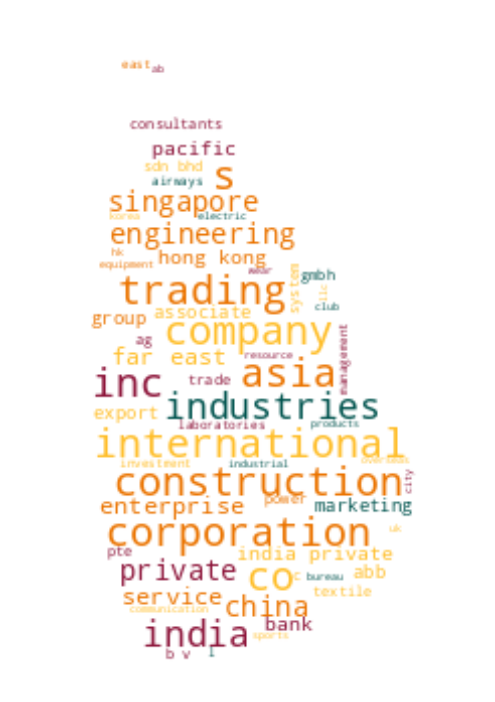 east ab
consultants
pacific
sdn bhd
airways s
singapore
korea electric
engineering
hk hong kong
equipment wear
system gmbh
trading llc
club
group associate
company
ag management
far east resource
asia
inc trade
industries
export
laboratories products
international
investment industrial overseas
construction city
power
enterprise marketing
corporation uk
pte india private
private co c bureau abb
service textile
communication china
india bank
sports
b v l